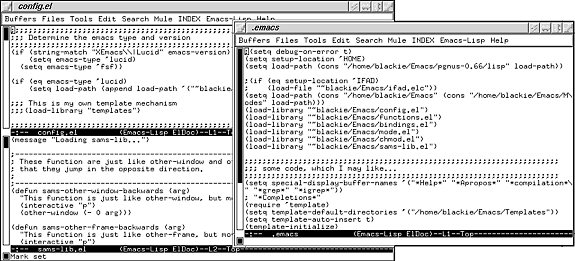 config.el
Buffers Files Tools Edit Search Mule INDEX Emacs-Lisp Help
;;;;;;;;;;;;;;;;;;;;;;;;;;;;;;;;;;;;;;;;
;;; Determine the emacs type and version
;;;;;;;;;;;;;;;;;;;;;;;;;;;;;;;;;;;;;;;;
(if (string-match "XEmacs\\|Lucid" emacs-version)
(setq emacs-type 'lucid)
(setq emacs-type 'fsf))
(if (eq emacs-type 'lucid)
(setq load-path (append load-path '("~blackie/
;;; This is my own template mechanism
;;;(load-library "templates")
-:--- config.el (Emacs-Lisp ElDoc)--L1--Top
(message "Loading sams-lib...")
;------------------------------------------
; These functions are just like other-window and o
; that they jump in the opposite direction.
;------------------------------------------
(defun sams-other-window-backwards (arg)
"This function is just like other-window, but mo
(interactive "p")
(other-window (- 0 arg)))
(defun sams-other-frame-backwards (arg)
"This function is just like other-frame, but mo
(interactive "p")
-:--- sams-lib.el (Emacs-Lisp ElDoc)--L2--Top
Mark set
.emacs
Buffers Files Tools Edit Search Mule INDEX Emacs-Lisp Help
;(setq debug-on-error t)
(setq setup-location 'HOME)
(setq load-path (cons "/home/blackie/Emacs/pgnus-0.66/lisp" load-path))
;(if (eq setup-location 'IFAD)
; (load-file "~blackie/Emacs/ifad.elc"))
(setq load-path (cons "/home/blackie/Emacs" (cons "/home/blackie/Emacs/M\
odes" load-path)))
(load-library "~blackie/Emacs/config.el")
(load-library "~blackie/Emacs/functions.el")
(load-library "~blackie/Emacs/bindings.el")
(load-library "~blackie/Emacs/mode.el")
(load-library "~blackie/Emacs/chmod.el")
(load-library "~blackie/Emacs/sams-lib.el")
;;;;;;;;;;;;;;;;;;;;;;;;;;;;;;;;;;;;;;;;
;;; some code, which I may like...
;;;;;;;;;;;;;;;;;;;;;;;;;;;;;;;;;;;;;;;;
(setq special-display-buffer-names '("*Help*" "*Apropos*" "*compilation*\
" "*grep*" "*igrep*"))
; "*Completions*"
(require 'template)
(setq template-default-directories '("/home/blackie/Emacs/Templates"))
(setq template-auto-insert t)
(template-initialize)
-:--- .emacs (Emacs-Lisp ElDoc)--L1--Top